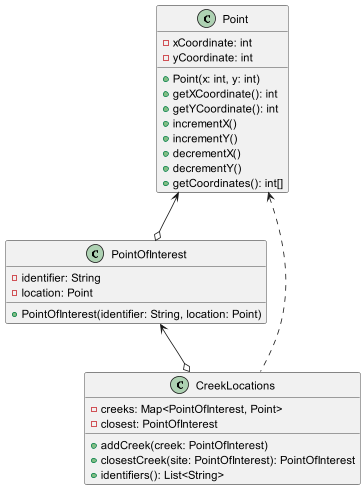 C Point
xCoordinate: int
yCoordinate: int
Point(x: int, y: int)
getXCoordinate(): int
getYCoordinate(): int
incrementX()
incrementY()
decrementX()
decrementY()
getCoordinates(): int[]
C PointOfInterest
identifier: String
location: Point
PointOfInterest(identifier: String, location: Point)
C CreekLocations
creeks: Map<PointOfInterest, Point>
closest: PointOfInterest
addCreek(creek: PointOfInterest)
closestCreek(site: PointOfInterest): PointOfInterest
identifiers(): List<String>